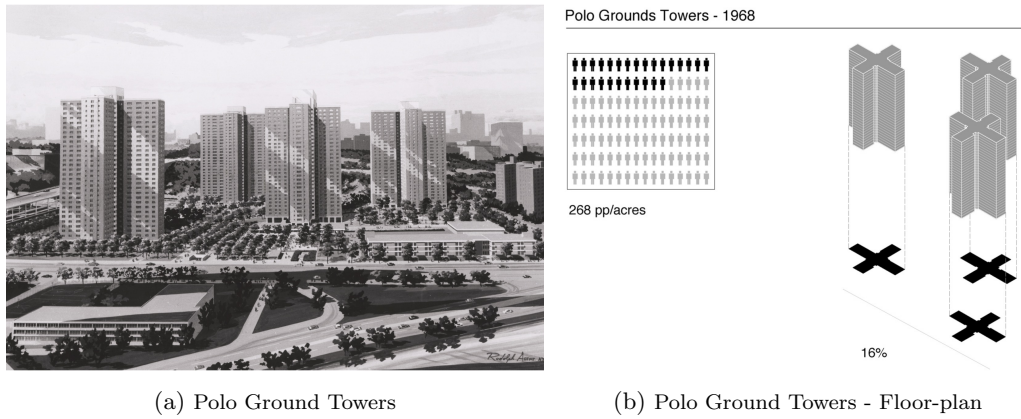 Polo Grounds Towers - 1968
268 pp/acres
16%
(a) Polo Ground Towers
(b) Polo Ground Towers - Floor-plan